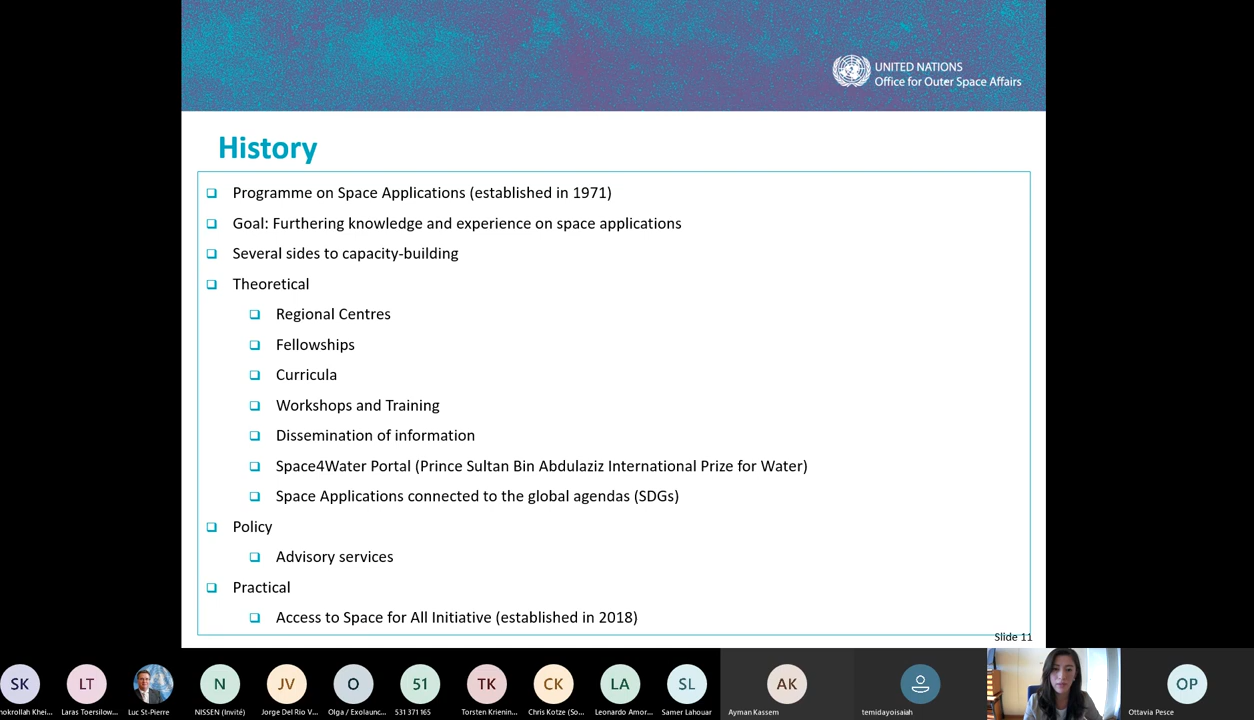 UNITED NATIONS
Office for Outer Space Affairs
History
Programme on Space Applications (established in 1971)
Goal: Furthering knowledge and experience on space applications
Several sides to capacity-building
Theoretical
Regional Centres
Fellowships
Curricula
Workshops and Training
Dissemination of information
Space4Water Portal (Prince Sultan Bin Abdulaziz International Prize for Water)
Space Applications connected to the global agendas (SDGs)
Policy
Advisory services
Practical
Access to Space for All Initiative (established in 2018)
Slide 11
SK LT N JV O 51 TK CK LA SL AK OP
hokrollah Khei... Laras Toersilow... Luc St-Pierre NISSEN (Invité) Jorge Del Rio V... Olga / Exolaunc... 531 371 165 Torsten Krienin... Chris Kotze (So... Leonardo Amor... Samer Lahouar Ayman Kassem temidayoisaiah Ottavia Pesce